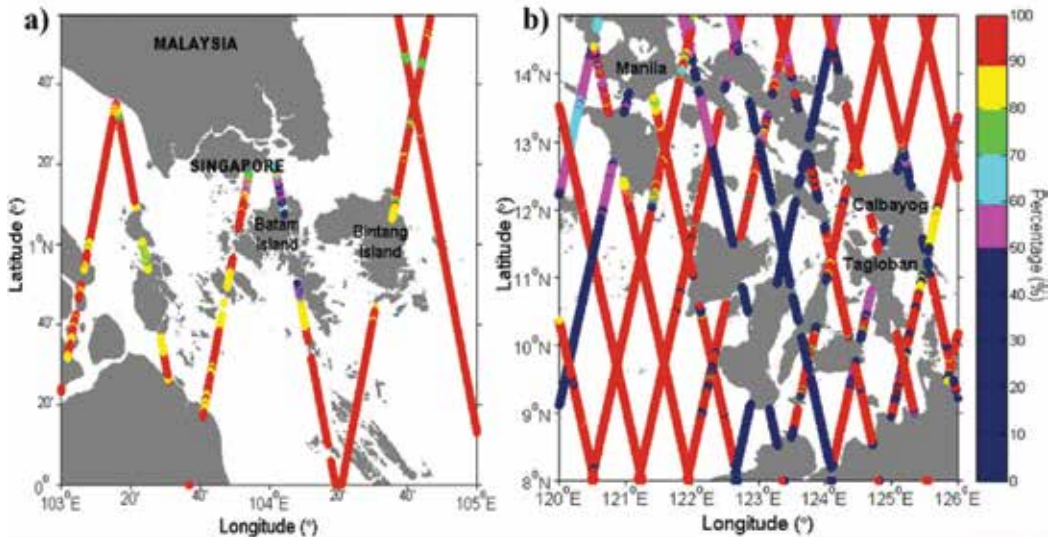 a)
MALAYSIA
SINGAPORE
Batam
island
Bintang
island
40'
20'
1°N
40'
20'
0°
103°E
20'
40'
104°E
20'
40'
105°E
Latitude (°)
Longitude (°)
b)
Manila
Calbayog
Tagloban
14°N
13°N
12°N
11°N
10°N
9°N
8°N
120°E
121°E
122°E
123°E
124°E
125°E
126°E
Latitude (°)
Longitude (°)
100
90
80
70
60
50
40
30
20
10
0
Percentage (%)